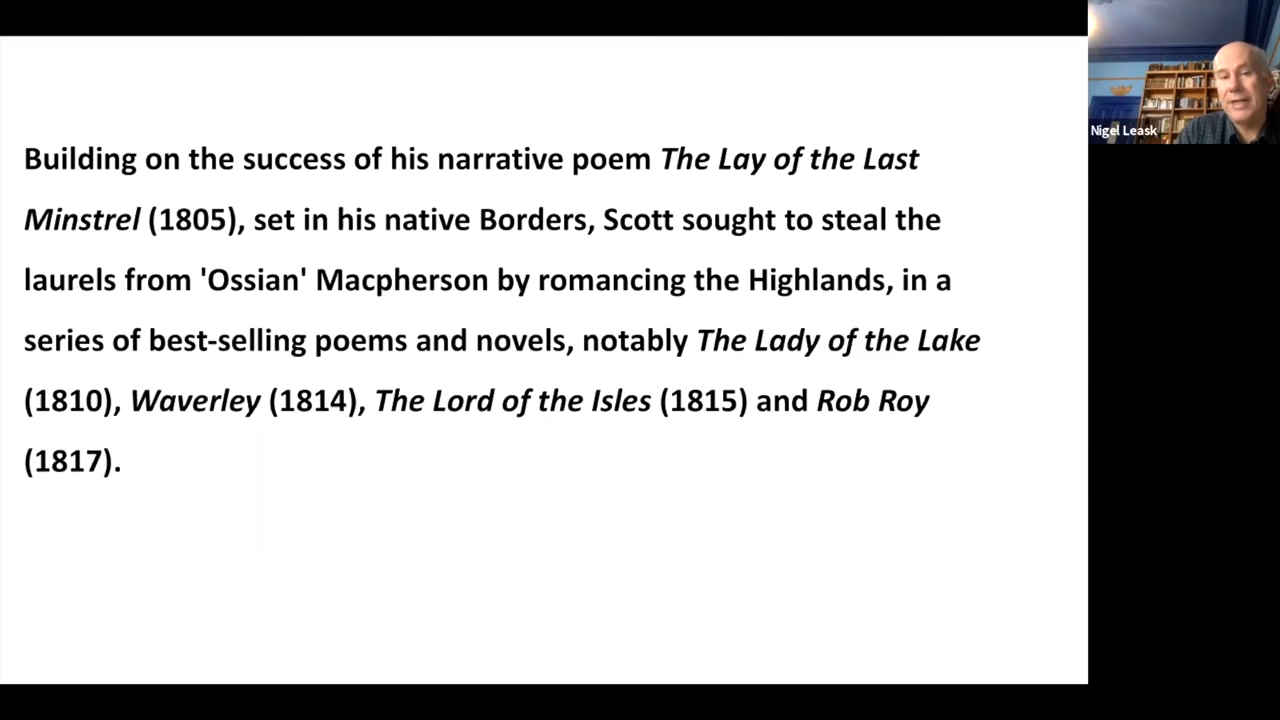 Building on the success of his narrative poem The Lay of the Last
Minstrel (1805), set in his native Borders, Scott sought to steal the
laurels from 'Ossian' Macpherson by romancing the Highlands, in a
series of best-selling poems and novels, notably The Lady of the Lake
(1810), Waverley (1814), The Lord of the Isles (1815) and Rob Roy
(1817).
Nigel Leask